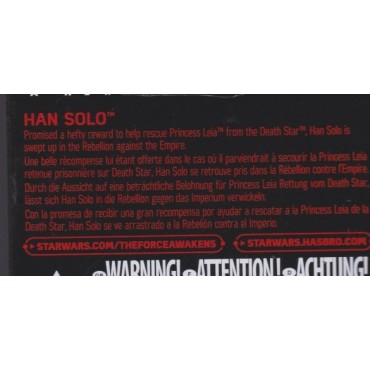 HAN SOLO™
Promised a hefty reward to help rescue Princess Leia™ from the Death Star™, Han Solo is
swept up in the Rebellion against the Empire.
Une belle récompense lui étant offerte dans le cas où il parviendrait à secourir la Princess Leia
retenue prisonnière sur Death Star, Han Solo se retrouve pris dans la Rebellion contre l'Empire.
Durch die Aussicht auf eine beträchtliche Belohnung für Princess Leia Rettung vom Death Star,
lässt sich Han Solo in die Rebellion gegen das Imperium verwickeln.
Con la promesa de recibir una gran recompensa por ayudar a rescatar a la Princess Leia de la
Death Star, Han Solo se ve arrastrado a la Rebelión contra el Imperio.
STARWARS.COM/THEFORCEAWAKENS STARWARS.HASBRO.COM
WARNING! ATTENTION! ACHTUNG!